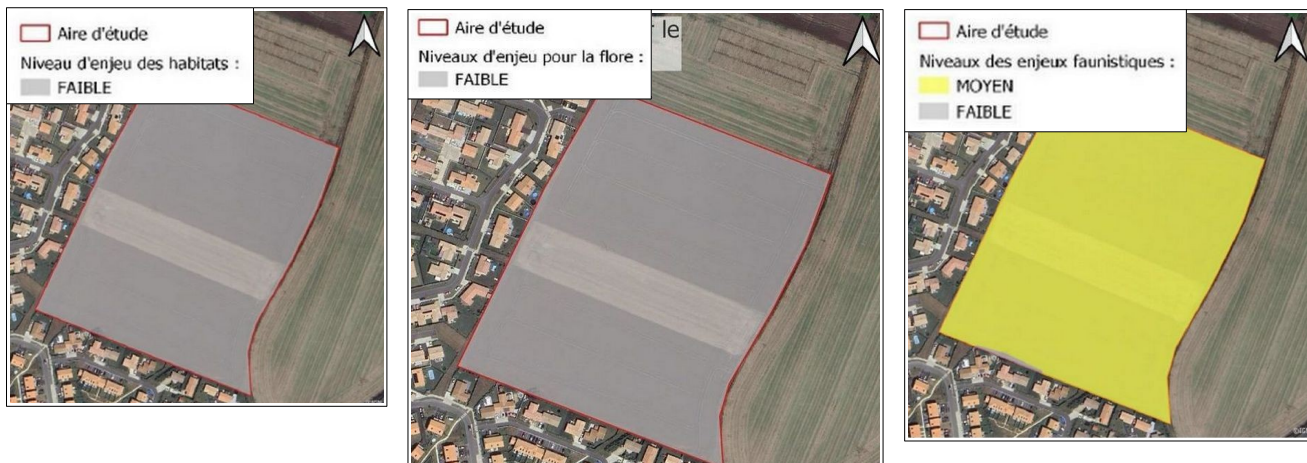 Aire d'étude
Niveau d'enjeu des habitats :
FAIBLE
le
Aire d'étude
Niveaux d'enjeu pour la flore :
FAIBLE
Aire d'étude
Niveaux des enjeux faunistiques :
MOYEN
FAIBLE